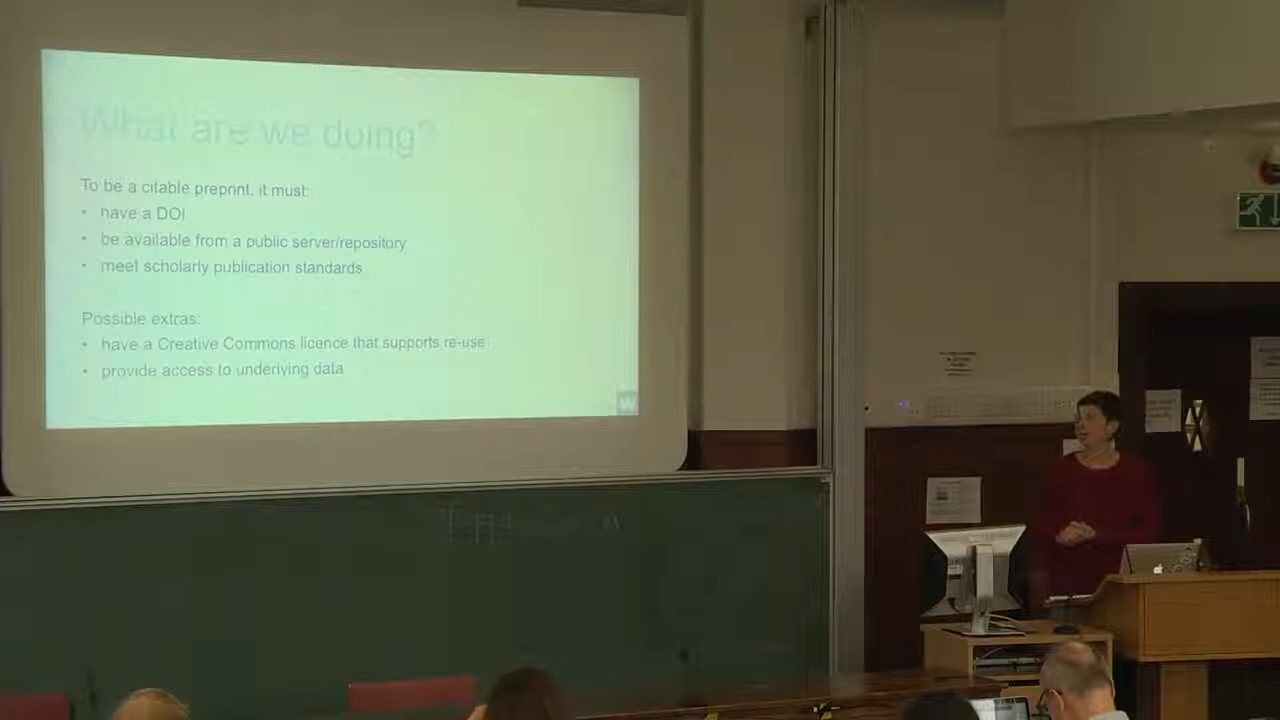 What are we doing?
To be a citable preprint, it must:
• have a DOI
• be available from a public server/repository
• meet scholarly publication standards
Possible extras:
• have a Creative Commons licence that supports re-use
• provide access to underlying data
W